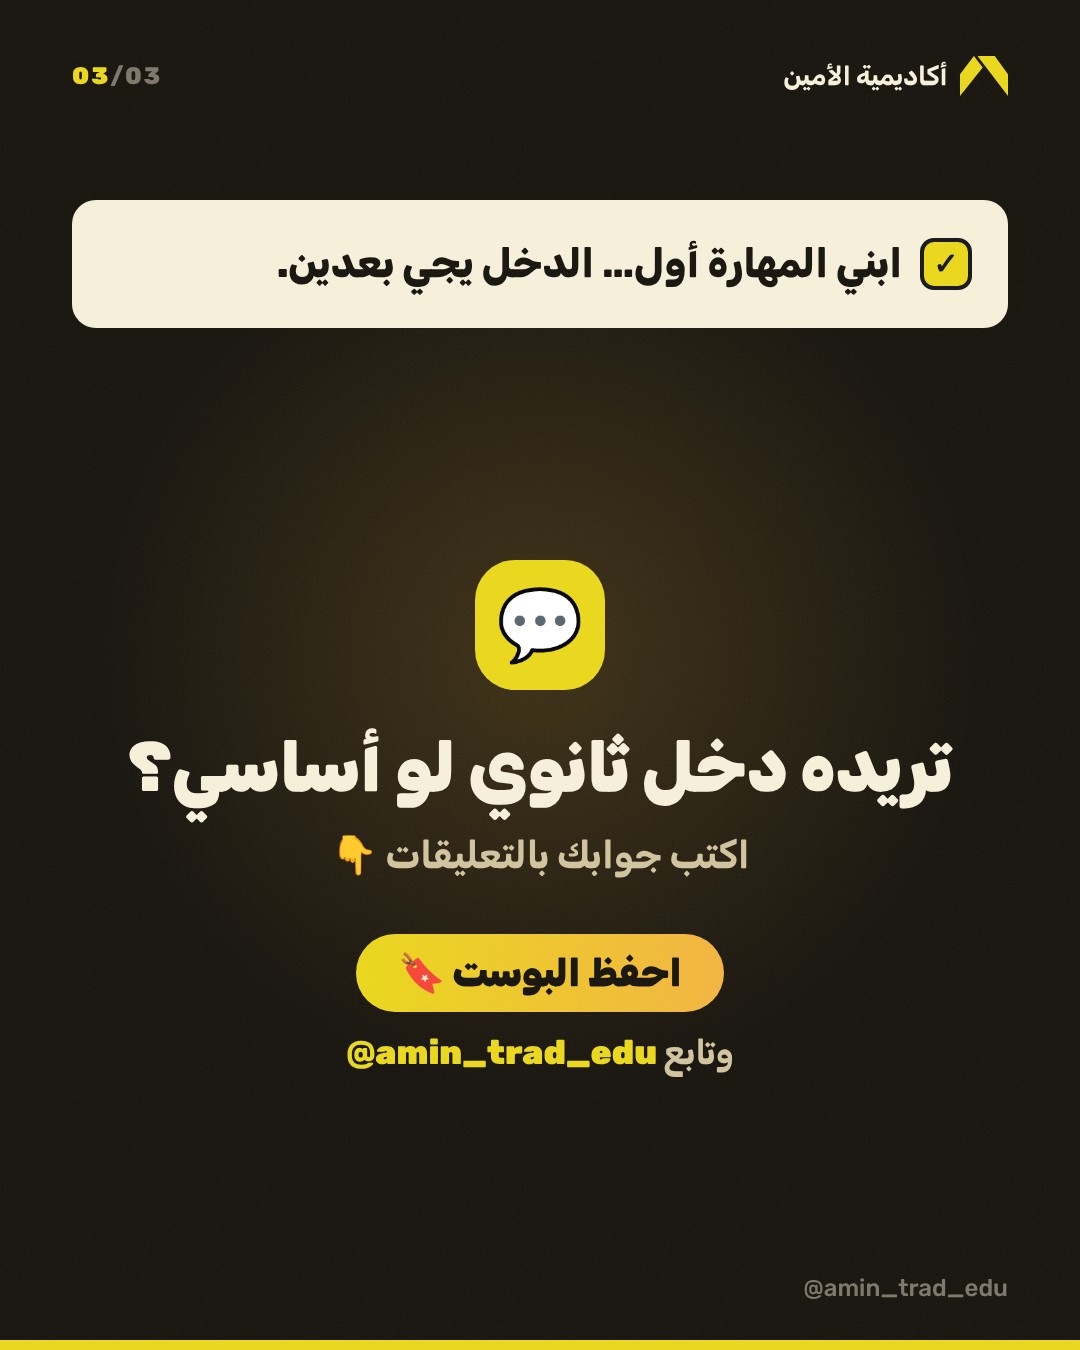 أكاديمية الأمين
03/03
✓ ابني المهارة أول... الدخل يجي بعدين.
تريده دخل ثانوي لو أساسي؟
اكتب جوابك بالتعليقات 👇
احفظ البوست 🔖
وتابع @amin_trad_edu
@amin_trad_edu